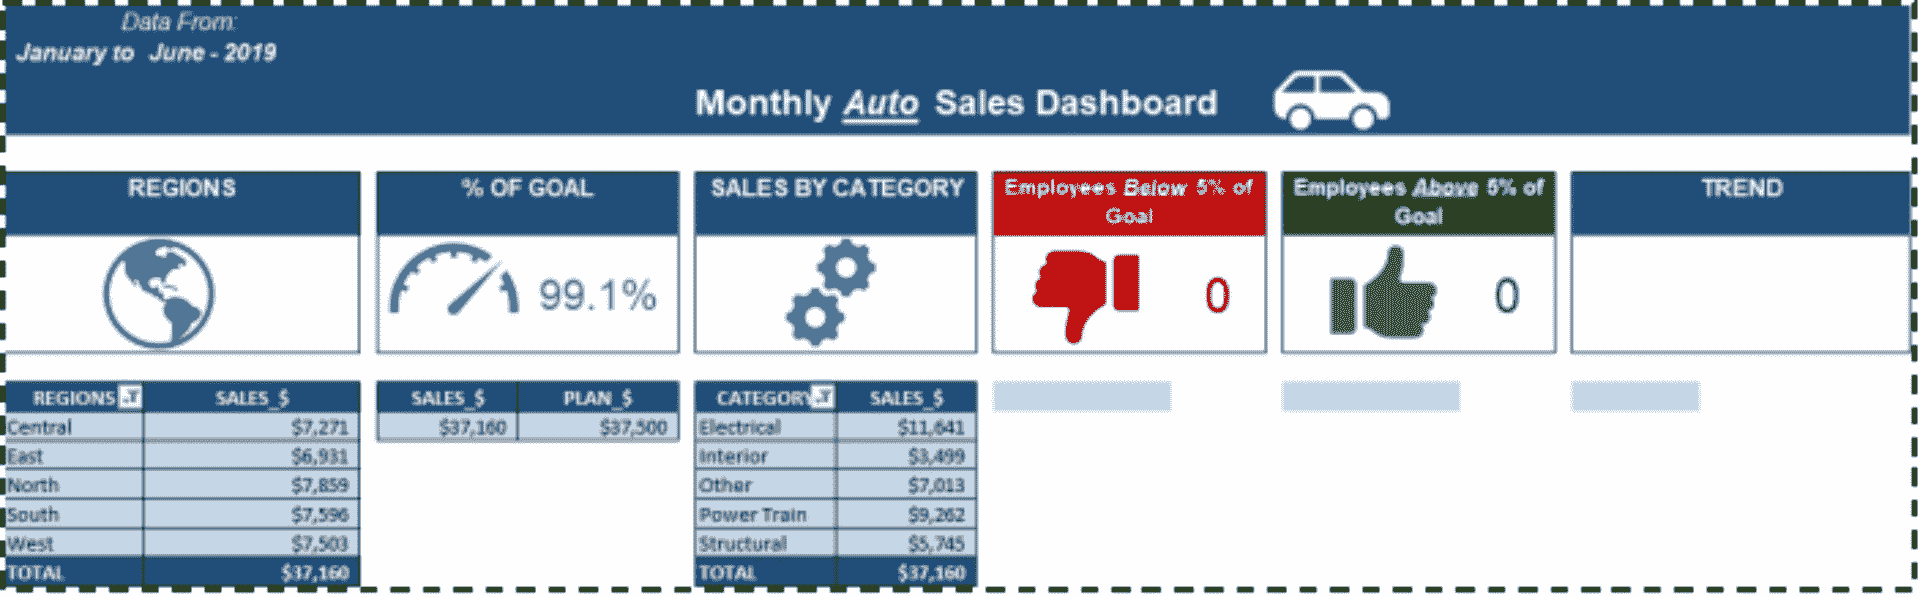 Data From:
January to June - 2019
Monthly Auto Sales Dashboard
REGIONS
% OF GOAL
99.1%
SALES BY CATEGORY
Employees Below 5% of
Goal
0
Employees Above 5% of
Goal
0
TREND
REGIONS SALES_$
Central $7,271
East $6,931
North $7,859
South $7,596
West $7,503
TOTAL $37,160
SALES_$ PLAN_$
$37,160 $37,500
CATEGORY SALES_$
Electrical $11,641
Interior $3,499
Other $7,013
Power Train $9,262
Structural $5,745
TOTAL $37,160